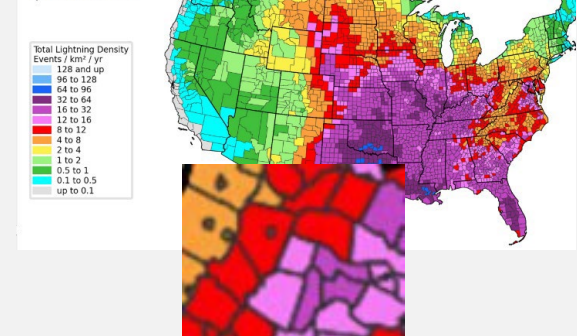 Total Lightning Density
Events / km² / yr
128 and up
96 to 128
64 to 96
32 to 64
16 to 32
12 to 16
8 to 12
4 to 8
2 to 4
1 to 2
0.5 to 1
0.1 to 0.5
up to 0.1